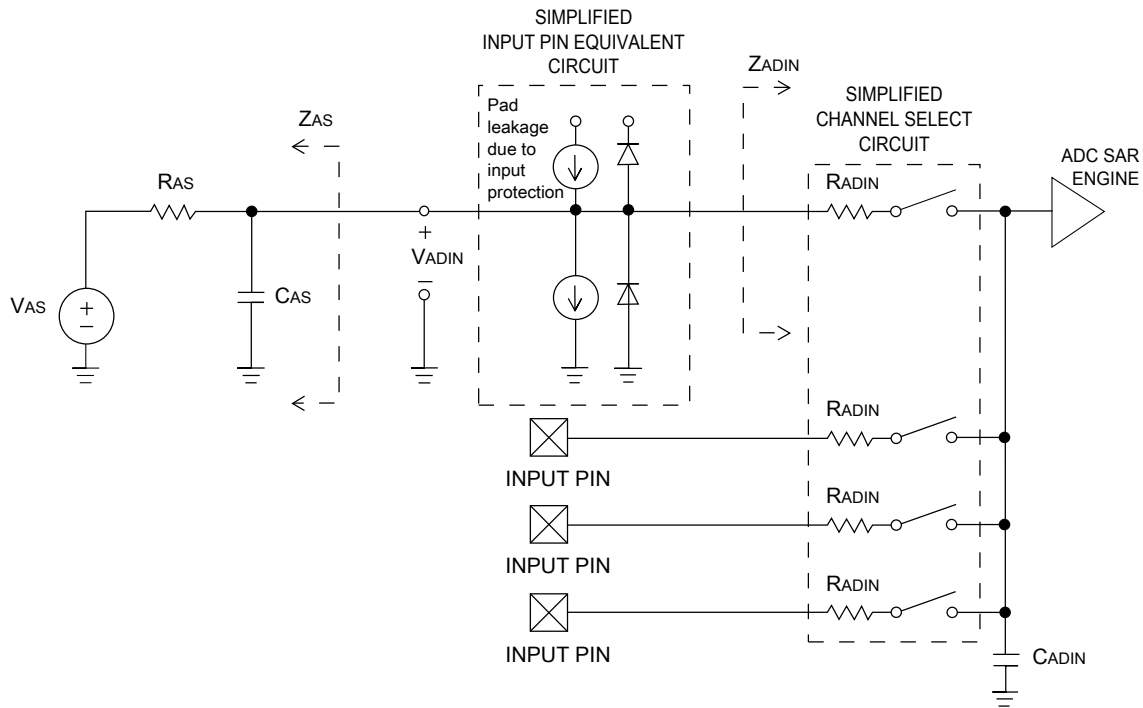 SIMPLIFIED
INPUT PIN EQUIVALENT
CIRCUIT
ZADIN
Pad
leakage
due to
input
protection
SIMPLIFIED
CHANNEL SELECT
CIRCUIT
ZAS
ADC SAR
ENGINE
RAS
RADIN
+
VADIN
−
VAS
+
−
CAS
RADIN
INPUT PIN
RADIN
INPUT PIN
RADIN
INPUT PIN
CADIN